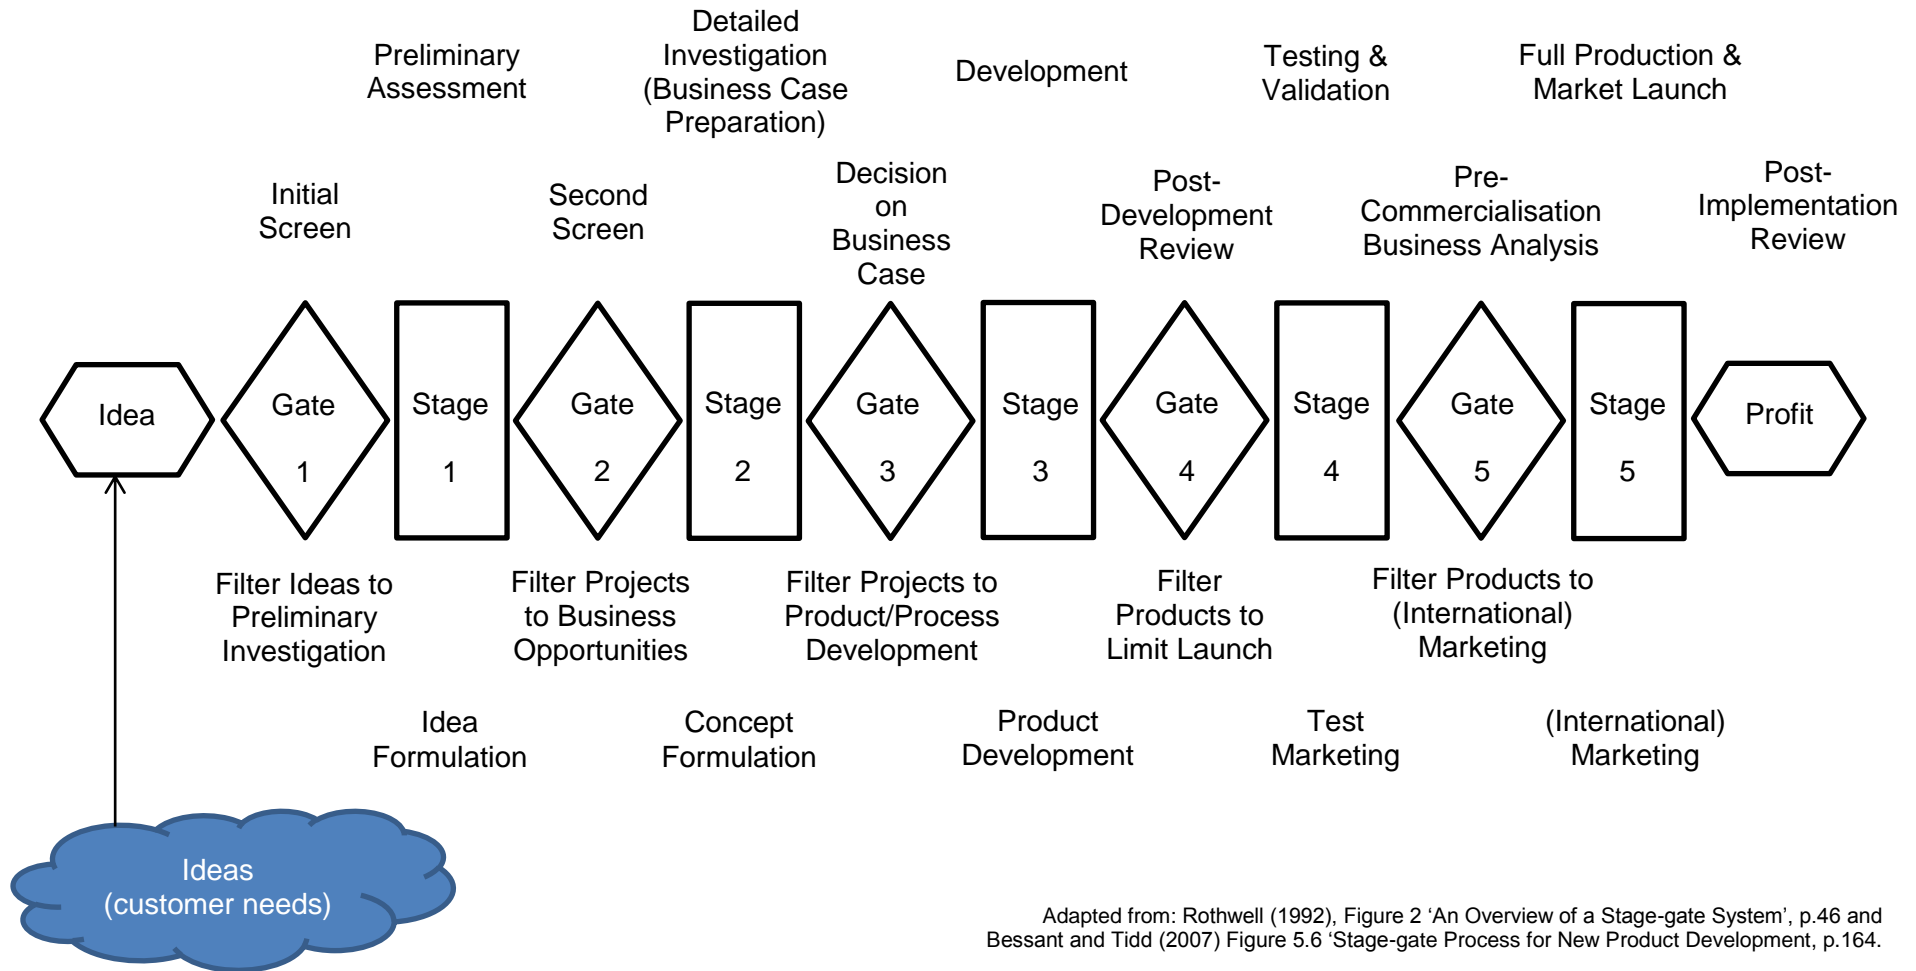 Preliminary
Assessment
Detailed
Investigation
(Business Case
Preparation)
Development
Testing &
Validation
Full Production &
Market Launch
Initial
Screen
Second
Screen
Decision
on
Business
Case
Post-
Development
Review
Pre-
Commercialisation
Business Analysis
Post-
Implementation
Review
Idea
Gate
1
Stage
1
Gate
2
Stage
2
Gate
3
Stage
3
Gate
4
Stage
4
Gate
5
Stage
5
Profit
Filter Ideas to
Preliminary
Investigation
Filter Projects
to Business
Opportunities
Filter Projects to
Product/Process
Development
Filter
Products to
Limit Launch
Filter Products to
(International)
Marketing
Idea
Formulation
Concept
Formulation
Product
Development
Test
Marketing
(International)
Marketing
Ideas
(customer needs)
Adapted from: Rothwell (1992), Figure 2 ‘An Overview of a Stage-gate System’, p.46 and
Bessant and Tidd (2007) Figure 5.6 ‘Stage-gate Process for New Product Development, p.164.